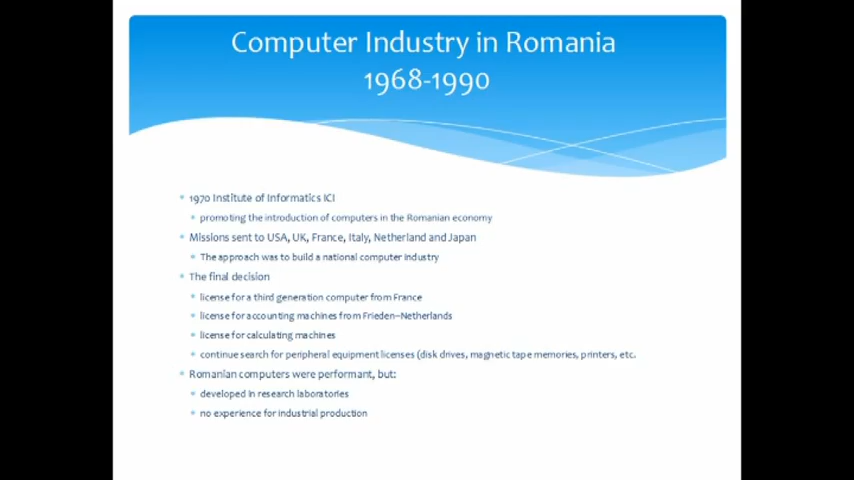 Computer Industry in Romania
1968-1990
1970 Institute of Informatics ICI
promoting the introduction of computers in the Romanian economy
Missions sent to USA, UK, France, Italy, Netherland and Japan
The approach was to build a national computer industry
The final decision
license for a third generation computer from France
license for accounting machines from Frieden–Netherlands
license for calculating machines
continue search for peripheral equipment licenses (disk drives, magnetic tape memories, printers, etc.
Romanian computers were performant, but:
developed in research laboratories
no experience for industrial production